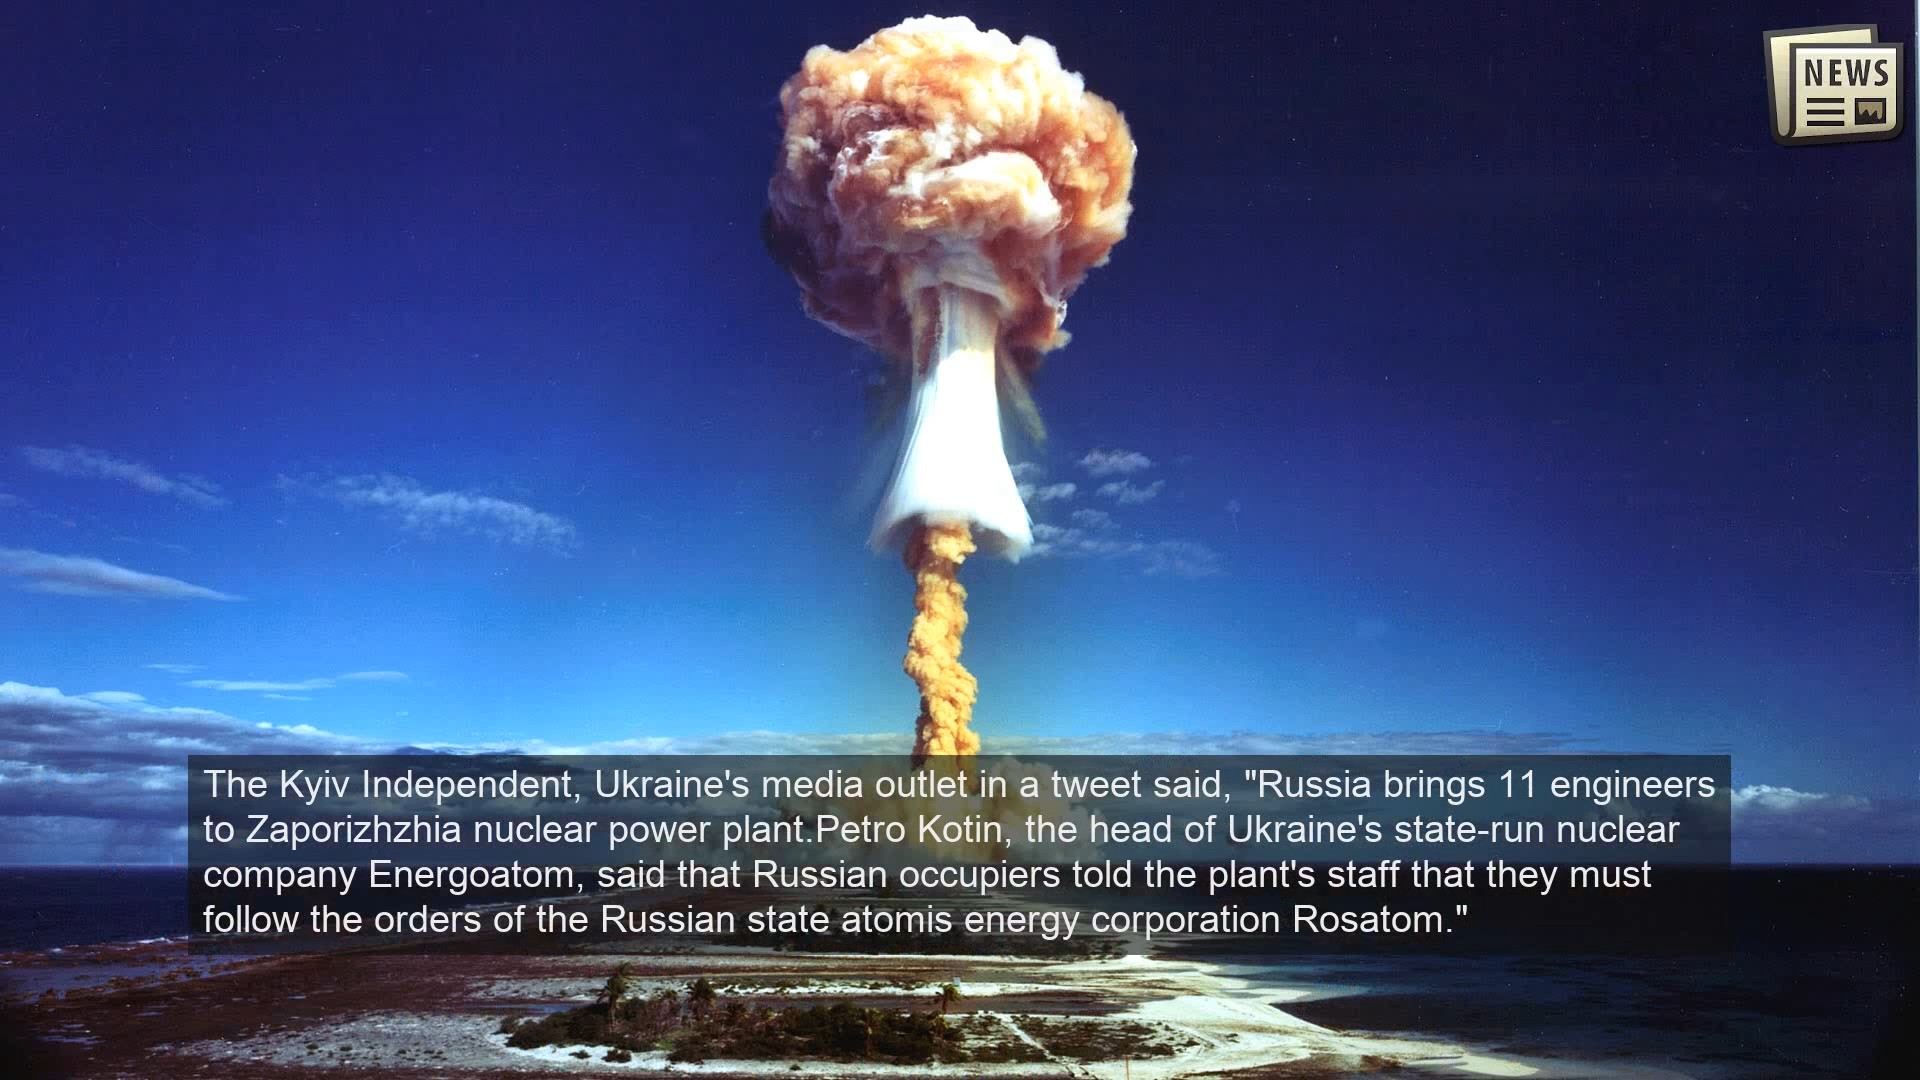 NEWS
The Kyiv Independent, Ukraine's media outlet in a tweet said, "Russia brings 11 engineers
to Zaporizhzhia nuclear power plant.Petro Kotin, the head of Ukraine's state-run nuclear
company Energoatom, said that Russian occupiers told the plant's staff that they must
follow the orders of the Russian state atomis energy corporation Rosatom."